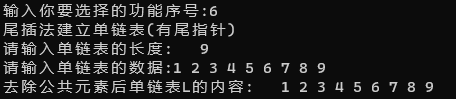 输入你要选择的功能序号:6
尾插法建立单链表(有尾指针)
请输入单链表的长度:   9
请输入单链表的数据:1 2 3 4 5 6 7 8 9
去除公共元素后单链表L的内容:   1 2 3 4 5 6 7 8 9